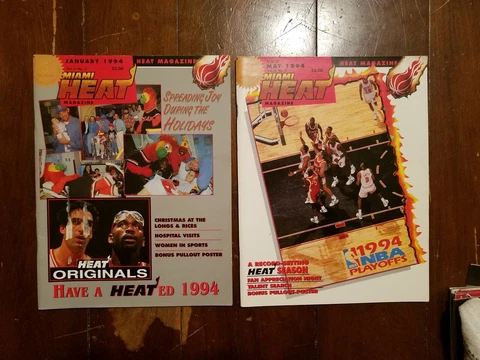 JANUARY 1994
HEAT MAGAZINE
MIAMI
HEAT
MAGAZINE
SPREADING JOY
DURING THE
HOLIDAYS
CHRISTMAS AT THE
LONGS & RICES
HOSPITAL VISITS
WOMEN IN SPORTS
BONUS PULLOUT POSTER
HEAT
ORIGINALS
HAVE A HEAT'ED 1994
MAY 1994
HEAT MAGAZINE
MIAMI
HEAT
MAGAZINE
1994
NBA
PLAYOFFS
A RECORD-SETTING
HEAT SEASON
FAN APPRECIATION NIGHT
TALENT SEARCH
BONUS PULLOUT POSTER